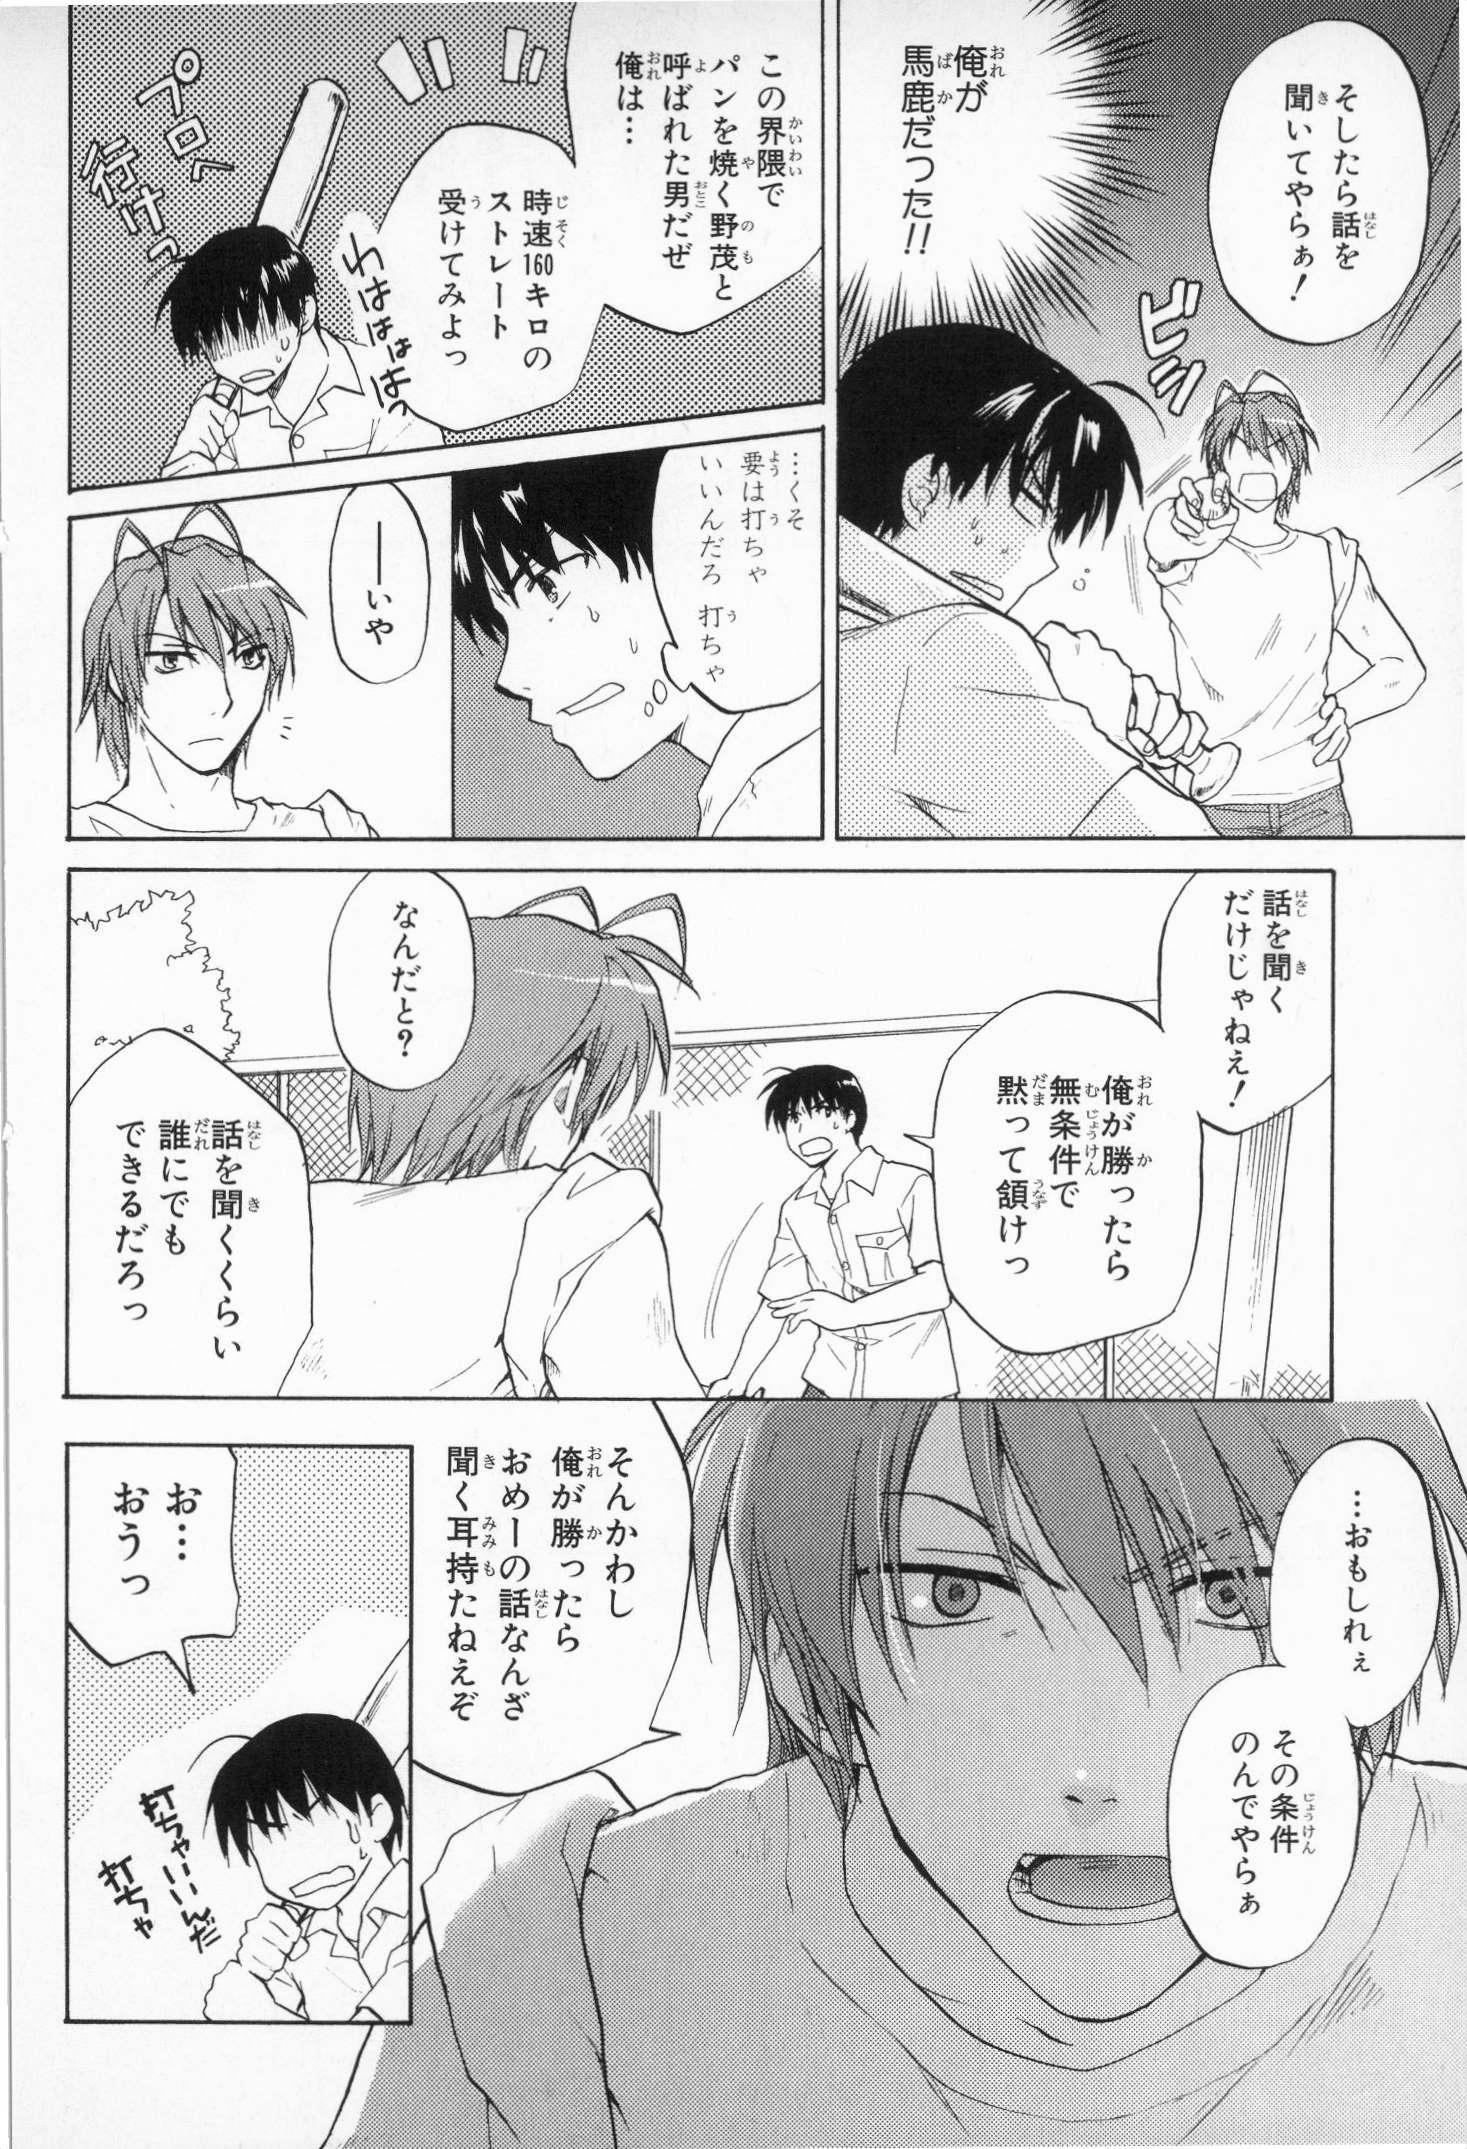 そしたら話を
聞いてやらぁ!
ビシッ
俺が
馬鹿だった!!
この界隈で
パンを焼く野茂と
呼ばれた男だぜ
俺は…
時速160キロの
ストレート
受けてみよっ
わはははは
プロへ
行けっ
…くそ
要は打ちゃ
いいんだろ 打ちゃ
―いや
話を聞く
だけじゃねえ!
俺が勝ったら
無条件で
黙って頷けっ
なんだと?
話を聞くくらい
誰にでも
できるだろっ
…おもしれぇ
その条件
のんでやらぁ
そんかわし
俺が勝ったら
おめーの話なんざ
聞く耳持たねえぞ
お…
おうっ
打ちゃいいんだ
打ちゃ